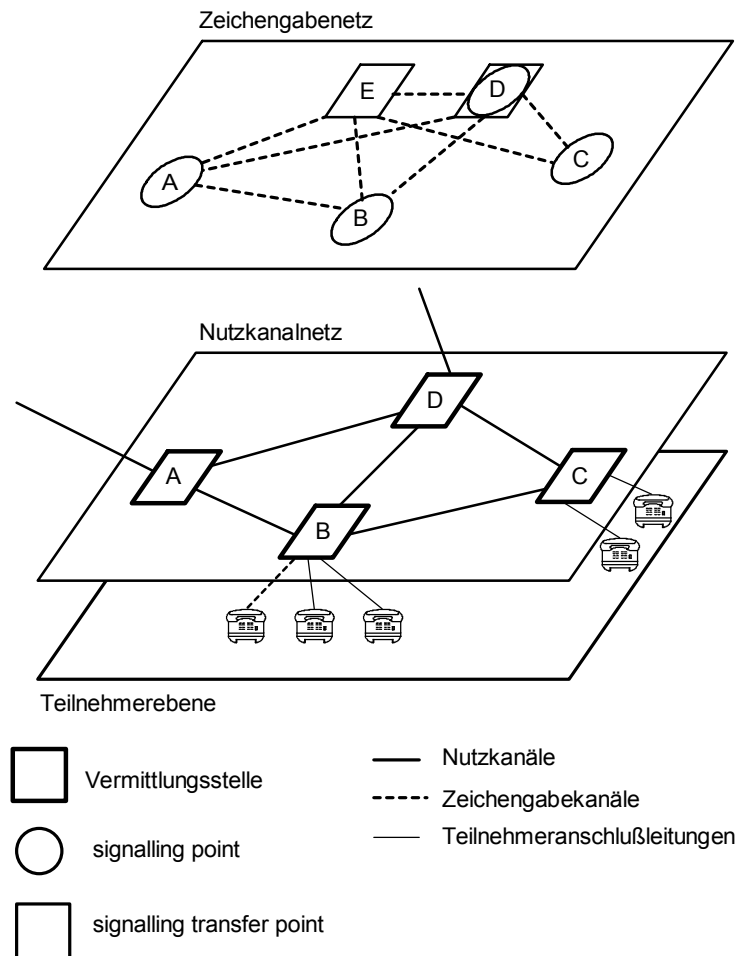 Zeichengabenetz
E
D
C
A
B
Nutzkanalnetz
D
A
C
B
Teilnehmerebene
Vermittlungsstelle
signalling point
signalling transfer point
Nutzkanäle
Zeichengabekanäle
Teilnehmeranschlußleitungen